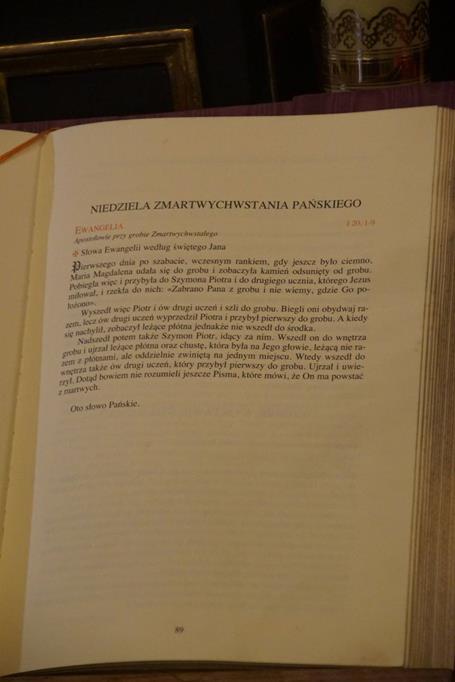 NIEDZIELA ZMARTWYCHWSTANIA PAŃSKIEGO
EWANGELIA J 20, 1-9
Apostołowie przy grobie Zmartwychwstałego
✠ Słowa Ewangelii według świętego Jana
Pierwszego dnia po szabacie, wczesnym rankiem, gdy jeszcze było ciemno,
Maria Magdalena udała się do grobu i zobaczyła kamień odsunięty od grobu.
Pobiegła więc i przybyła do Szymona Piotra i do drugiego ucznia, którego Jezus
miłował, i rzekła do nich: «Zabrano Pana z grobu i nie wiemy, gdzie Go po-
łożono».
Wyszedł więc Piotr i ów drugi uczeń i szli do grobu. Biegli oni obydwaj ra-
zem, lecz ów drugi uczeń wyprzedził Piotra i przybył pierwszy do grobu. A kiedy
się nachylił, zobaczył leżące płótna jednakże nie wszedł do środka.
Nadszedł potem także Szymon Piotr, idący za nim. Wszedł on do wnętrza
grobu i ujrzał leżące płótna oraz chustę, która była na Jego głowie, leżącą nie ra-
zem z płótnami, ale oddzielnie zwiniętą na jednym miejscu. Wtedy wszedł do
wnętrza także ów drugi uczeń, który przybył pierwszy do grobu. Ujrzał i uwie-
rzył. Dotąd bowiem nie rozumieli jeszcze Pisma, które mówi, że On ma powstać
z martwych.
Oto słowo Pańskie.
89